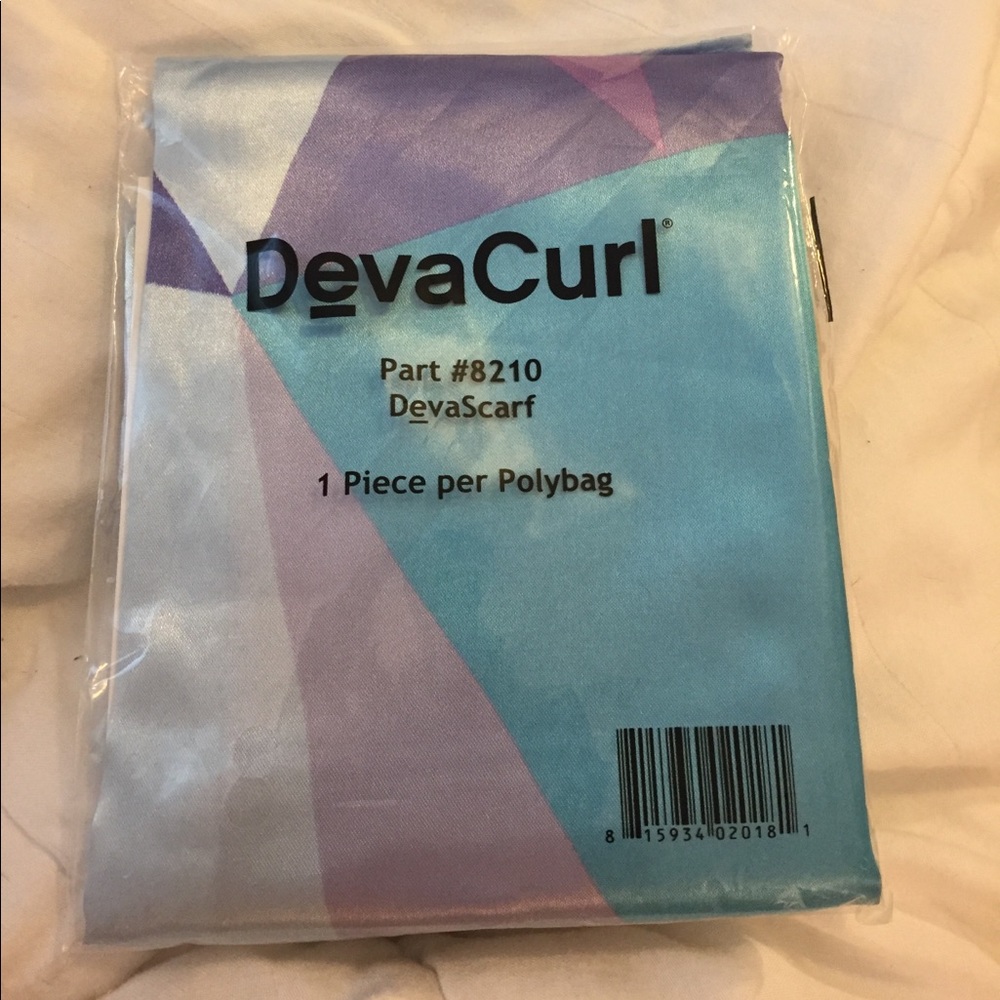 DevaCurl®
Part #8210
DevaScarf
1 Piece per Polybag
8 15934 02018 1